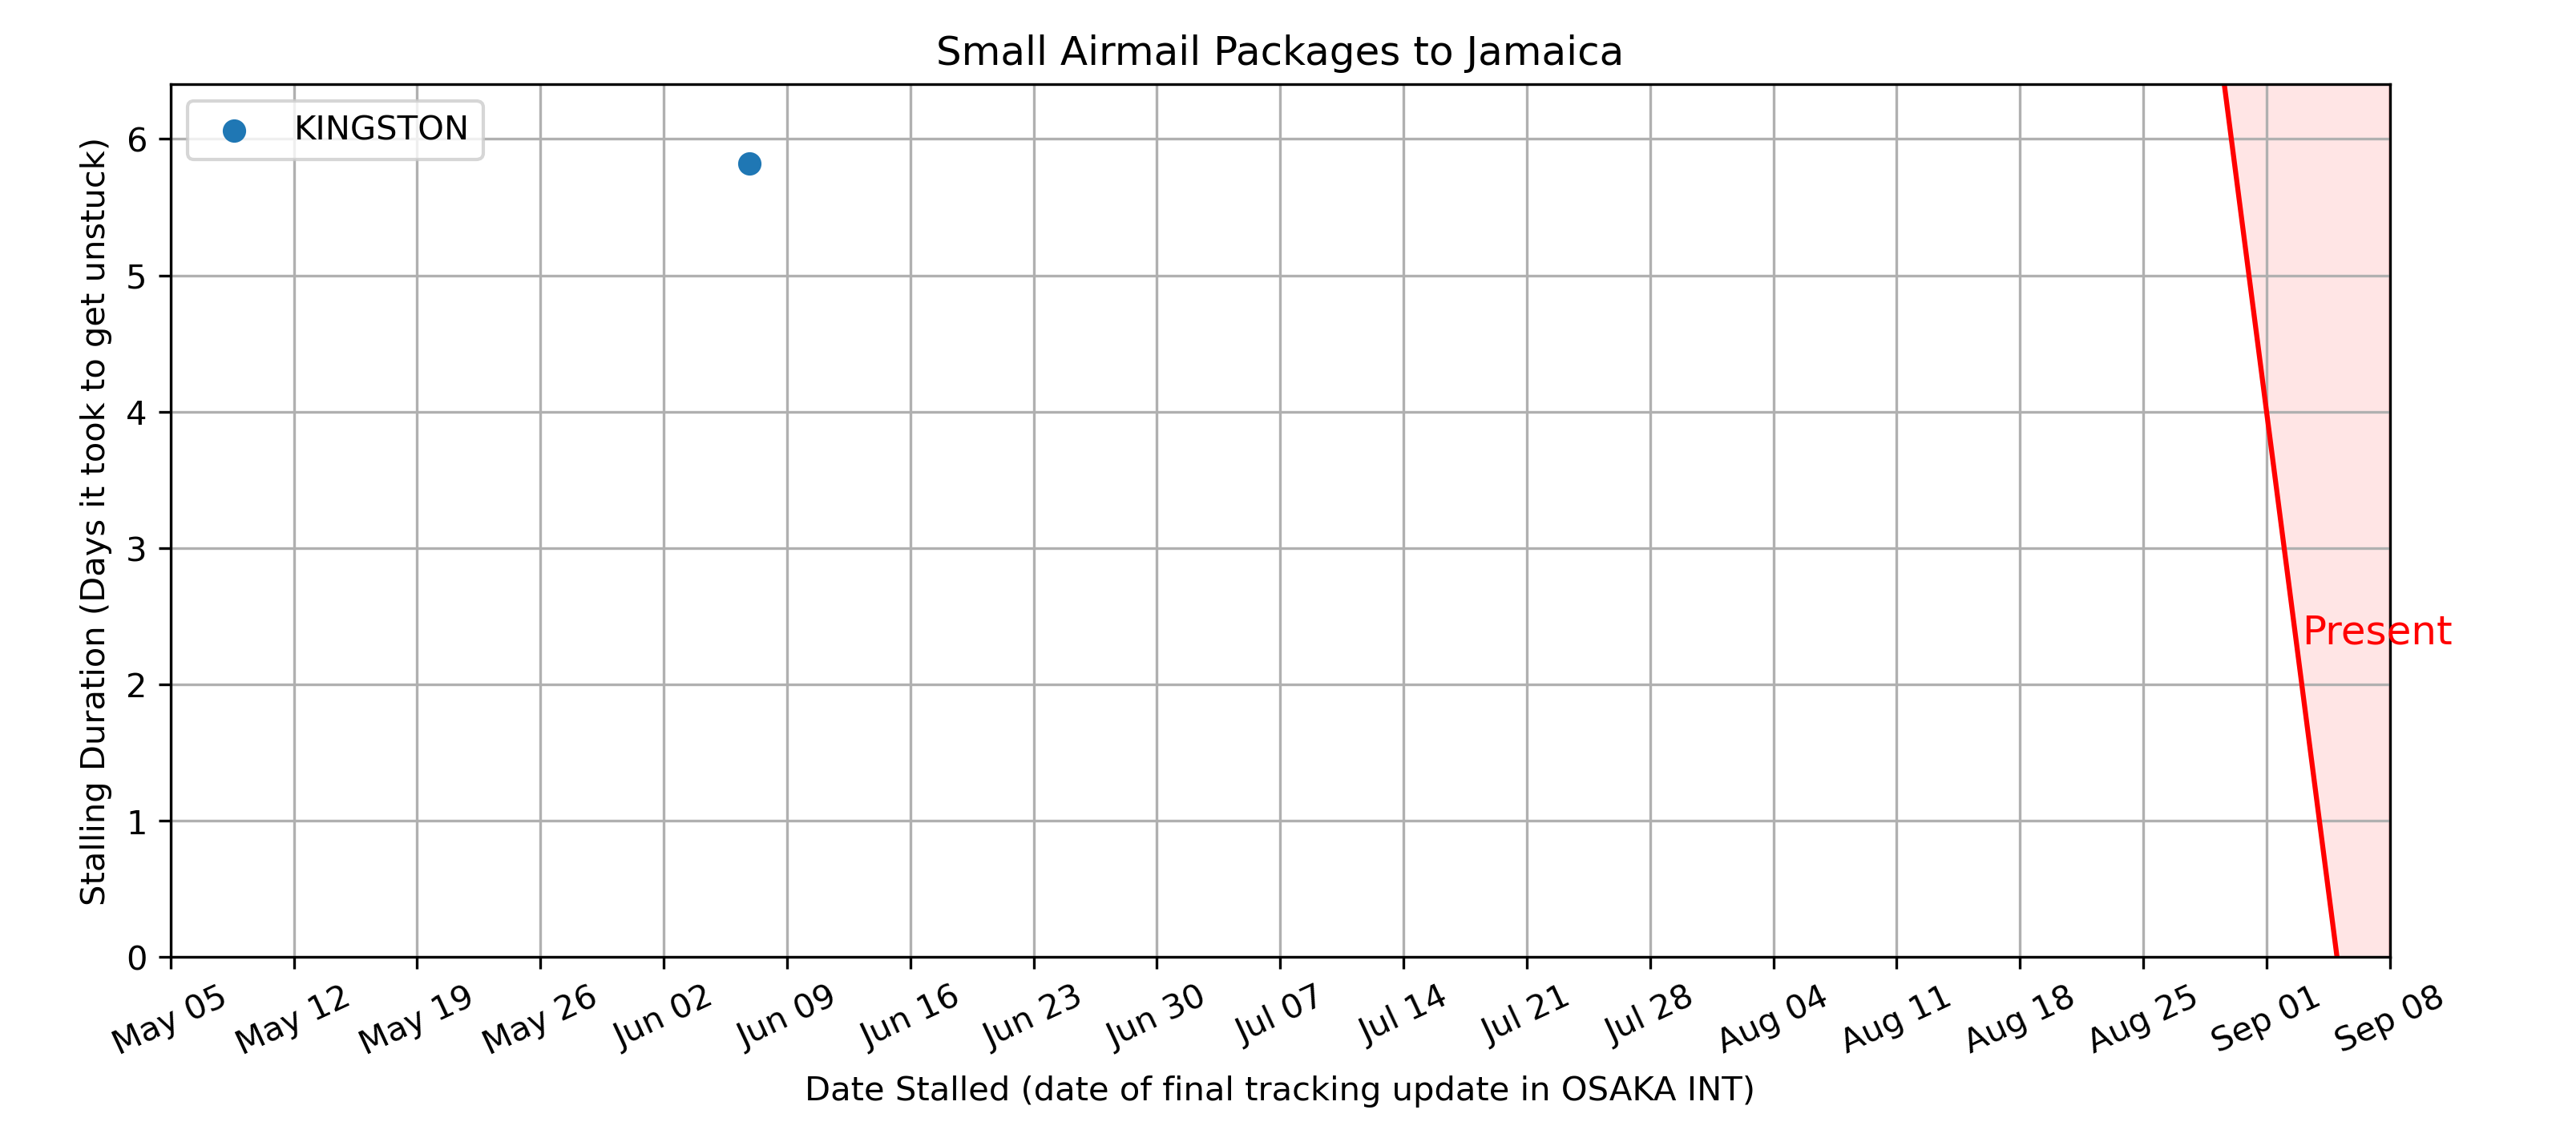 Small Airmail Packages to Jamaica
KINGSTON
Stalling Duration (Days it took to get unstuck)
6
5
4
3
2
1
0
Present
May 05
May 12
May 19
May 26
Jun 02
Jun 09
Jun 16
Jun 23
Jun 30
Jul 07
Jul 14
Jul 21
Jul 28
Aug 04
Aug 11
Aug 18
Aug 25
Sep 01
Sep 08
Date Stalled (date of final tracking update in OSAKA INT)